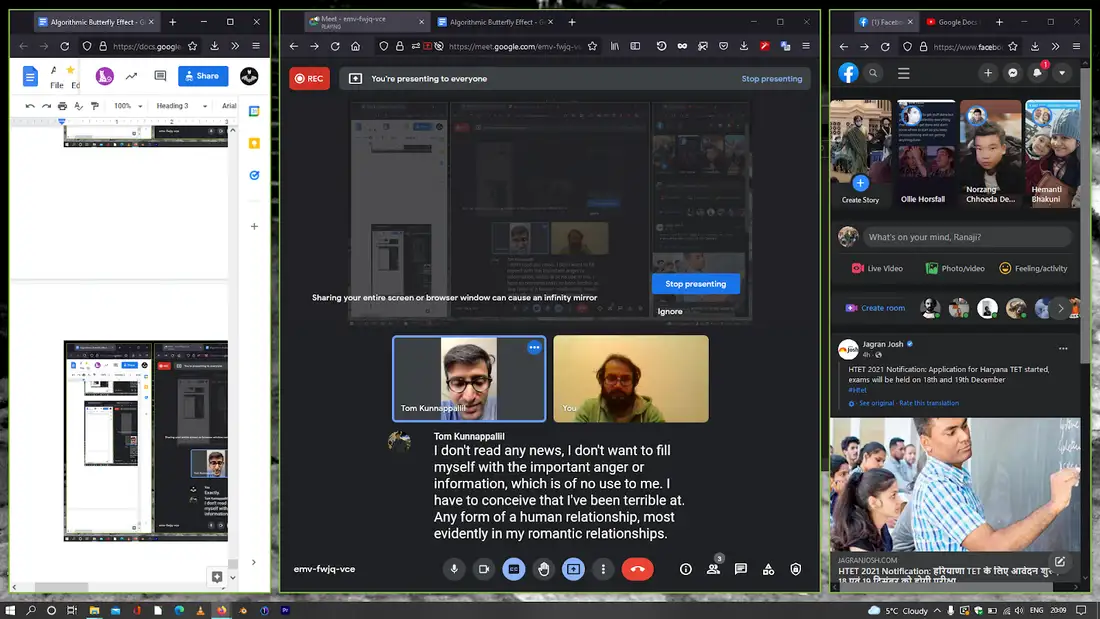 Algorithmic Butterfly Effect - G
https://docs.google.
File
Ed
Share
100%
Heading 3
Arial
Meet - emv-fwjq-vce
PLAYING
Algorithmic Butterfly Effect - Go
https://meet.google.com/emv-fwjq-v
REC
You're presenting to everyone
Stop presenting
Sharing your entire screen or browser window can cause an infinity mirror
Stop presenting
Ignore
Tom Kunnappallil
You
Tom Kunnappallil
I don't read any news, I don't want to fill
myself with the important anger or
information, which is of no use to me. I
have to conceive that I've been terrible at.
Any form of a human relationship, most
evidently in my romantic relationships.
emv-fwjq-vce
3
(1) Facebook
Google Docs
https://www.facebo
1
Create Story
Ollie Horsfall
Norzang
Chhoeda De...
Hemanti
Bhakuni
What's on your mind, Ranaji?
Live Video
Photo/video
Feeling/activity
Create room
Jagran Josh
4h
HTET 2021 Notification: Application for Haryana TET started,
exams will be held on 18th and 19th December
#Htet
See original · Rate this translation
JAGRANJOSH.COM
HTET 2021 Notification: हरियाणा TET के लिए आवेदन शुरू,
18 एवं 19 दिसंबर को होगी परीक्षा
5°C Cloudy
ENG
20:09